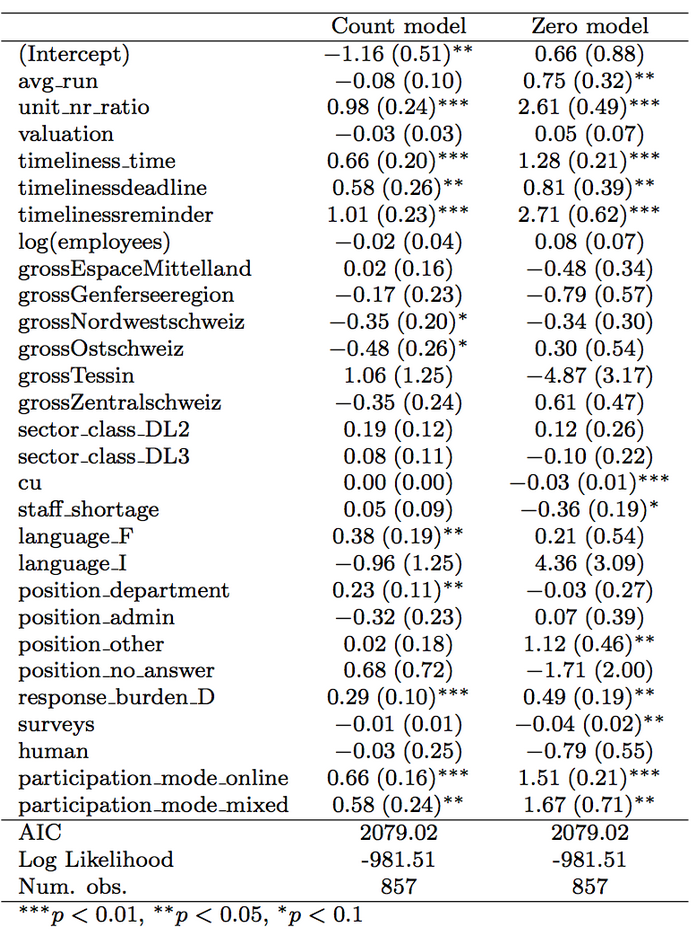 Count model Zero model
(Intercept) −1.16 (0.51)** 0.66 (0.88)
avg_run −0.08 (0.10) 0.75 (0.32)**
unit_nr_ratio 0.98 (0.24)*** 2.61 (0.49)***
valuation −0.03 (0.03) 0.05 (0.07)
timeliness_time 0.66 (0.20)*** 1.28 (0.21)***
timelinessdeadline 0.58 (0.26)** 0.81 (0.39)**
timelinessreminder 1.01 (0.23)*** 2.71 (0.62)***
log(employees) −0.02 (0.04) 0.08 (0.07)
grossEspaceMittelland 0.02 (0.16) −0.48 (0.34)
grossGenferseeregion −0.17 (0.23) −0.79 (0.57)
grossNordwestschweiz −0.35 (0.20)* −0.34 (0.30)
grossOstschweiz −0.48 (0.26)* 0.30 (0.54)
grossTessin 1.06 (1.25) −4.87 (3.17)
grossZentralschweiz −0.35 (0.24) 0.61 (0.47)
sector_class_DL2 0.19 (0.12) 0.12 (0.26)
sector_class_DL3 0.08 (0.11) −0.10 (0.22)
cu 0.00 (0.00) −0.03 (0.01)***
staff_shortage 0.05 (0.09) −0.36 (0.19)*
language_F 0.38 (0.19)** 0.21 (0.54)
language_I −0.96 (1.25) 4.36 (3.09)
position_department 0.23 (0.11)** −0.03 (0.27)
position_admin −0.32 (0.23) 0.07 (0.39)
position_other 0.02 (0.18) 1.12 (0.46)**
position_no_answer 0.68 (0.72) −1.71 (2.00)
response_burden_D 0.29 (0.10)*** 0.49 (0.19)**
surveys −0.01 (0.01) −0.04 (0.02)**
human −0.03 (0.25) −0.79 (0.55)
participation_mode_online 0.66 (0.16)*** 1.51 (0.21)***
participation_mode_mixed 0.58 (0.24)** 1.67 (0.71)**
AIC 2079.02 2079.02
Log Likelihood -981.51 -981.51
Num. obs. 857 857
***p < 0.01, **p < 0.05, *p < 0.1